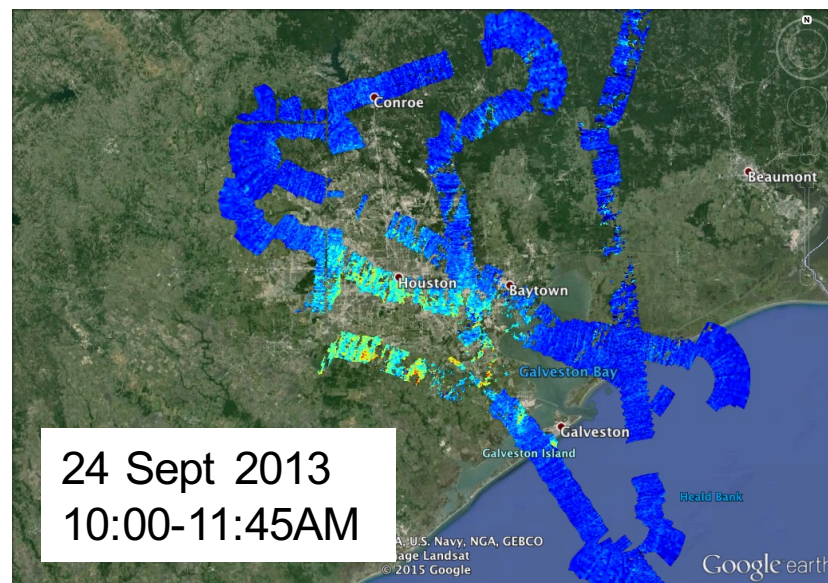 N
Conroe
Beaumont
Houston
Baytown
Galveston Bay
Galveston
Galveston Island
Heald Bank
24 Sept 2013
10:00-11:45AM
U.S. Navy, NGA, GEBCO
Landsat
© 2015 Google
Google earth